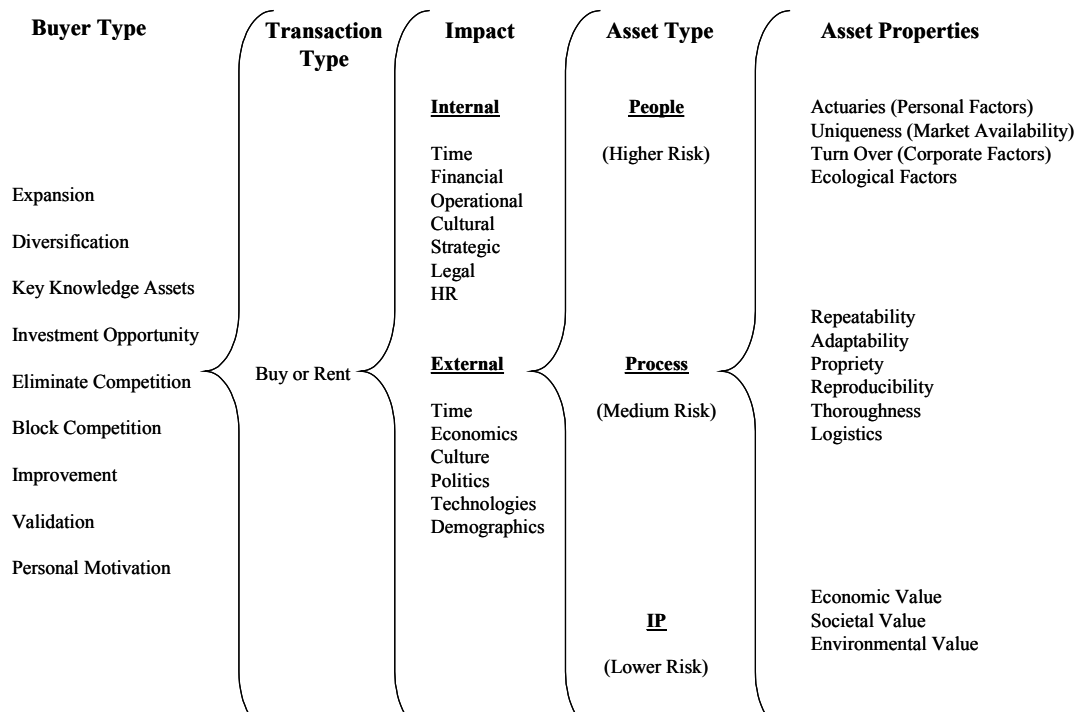 Buyer Type
Expansion
Diversification
Key Knowledge Assets
Investment Opportunity
Eliminate Competition
Block Competition
Improvement
Validation
Personal Motivation
Transaction
Type
Buy or Rent
Impact
Internal
Time
Financial
Operational
Cultural
Strategic
Legal
HR
External
Time
Economics
Culture
Politics
Technologies
Demographics
Asset Type
People
(Higher Risk)
Process
(Medium Risk)
IP
(Lower Risk)
Asset Properties
Actuaries (Personal Factors)
Uniqueness (Market Availability)
Turn Over (Corporate Factors)
Ecological Factors
Repeatability
Adaptability
Propriety
Reproducibility
Thoroughness
Logistics
Economic Value
Societal Value
Environmental Value